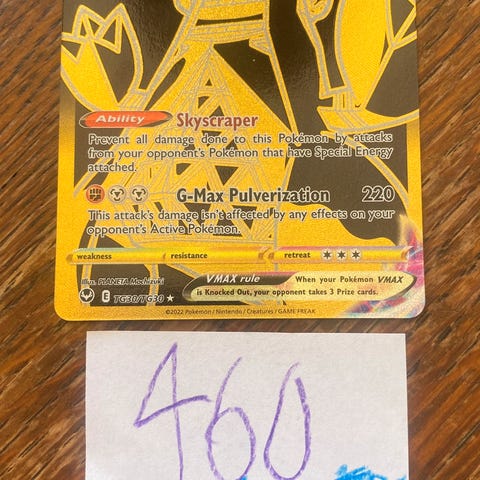 Ability Skyscraper
Prevent all damage done to this Pokémon by attacks
from your opponent's Pokémon that have Special Energy
attached.
G-Max Pulverization 220
This attack's damage isn't affected by any effects on your
opponent's Active Pokémon.
weakness resistance retreat
Illus. PLANETA Mochizuki
VMAX rule When your Pokémon VMAX
is Knocked Out, your opponent takes 3 Prize cards.
E TG30/TG30 ★
©2022 Pokémon / Nintendo / Creatures / GAME FREAK
460